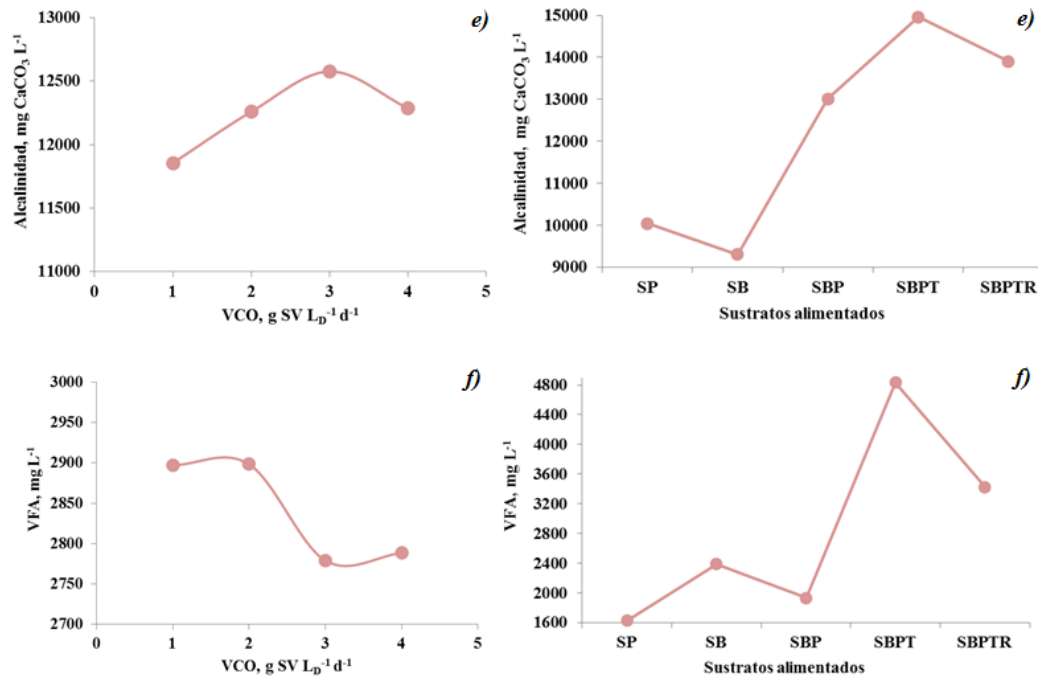 e)
Alcalinidad, mg CaCO3 L-1
13000
12500
12000
11500
11000
0 1 2 3 4 5
VCO, g SV LD-1 d-1
e)
Alcalinidad, mg CaCO3 L-1
15000
14000
13000
12000
11000
10000
9000
SP SB SBP SBPT SBPTR
Sustratos alimentados
f)
VFA, mg L-1
3000
2950
2900
2850
2800
2750
2700
0 1 2 3 4 5
VCO, g SV LD-1 d-1
f)
VFA, mg L-1
4800
4400
4000
3600
3200
2800
2400
2000
1600
SP SB SBP SBPT SBPTR
Sustratos alimentados